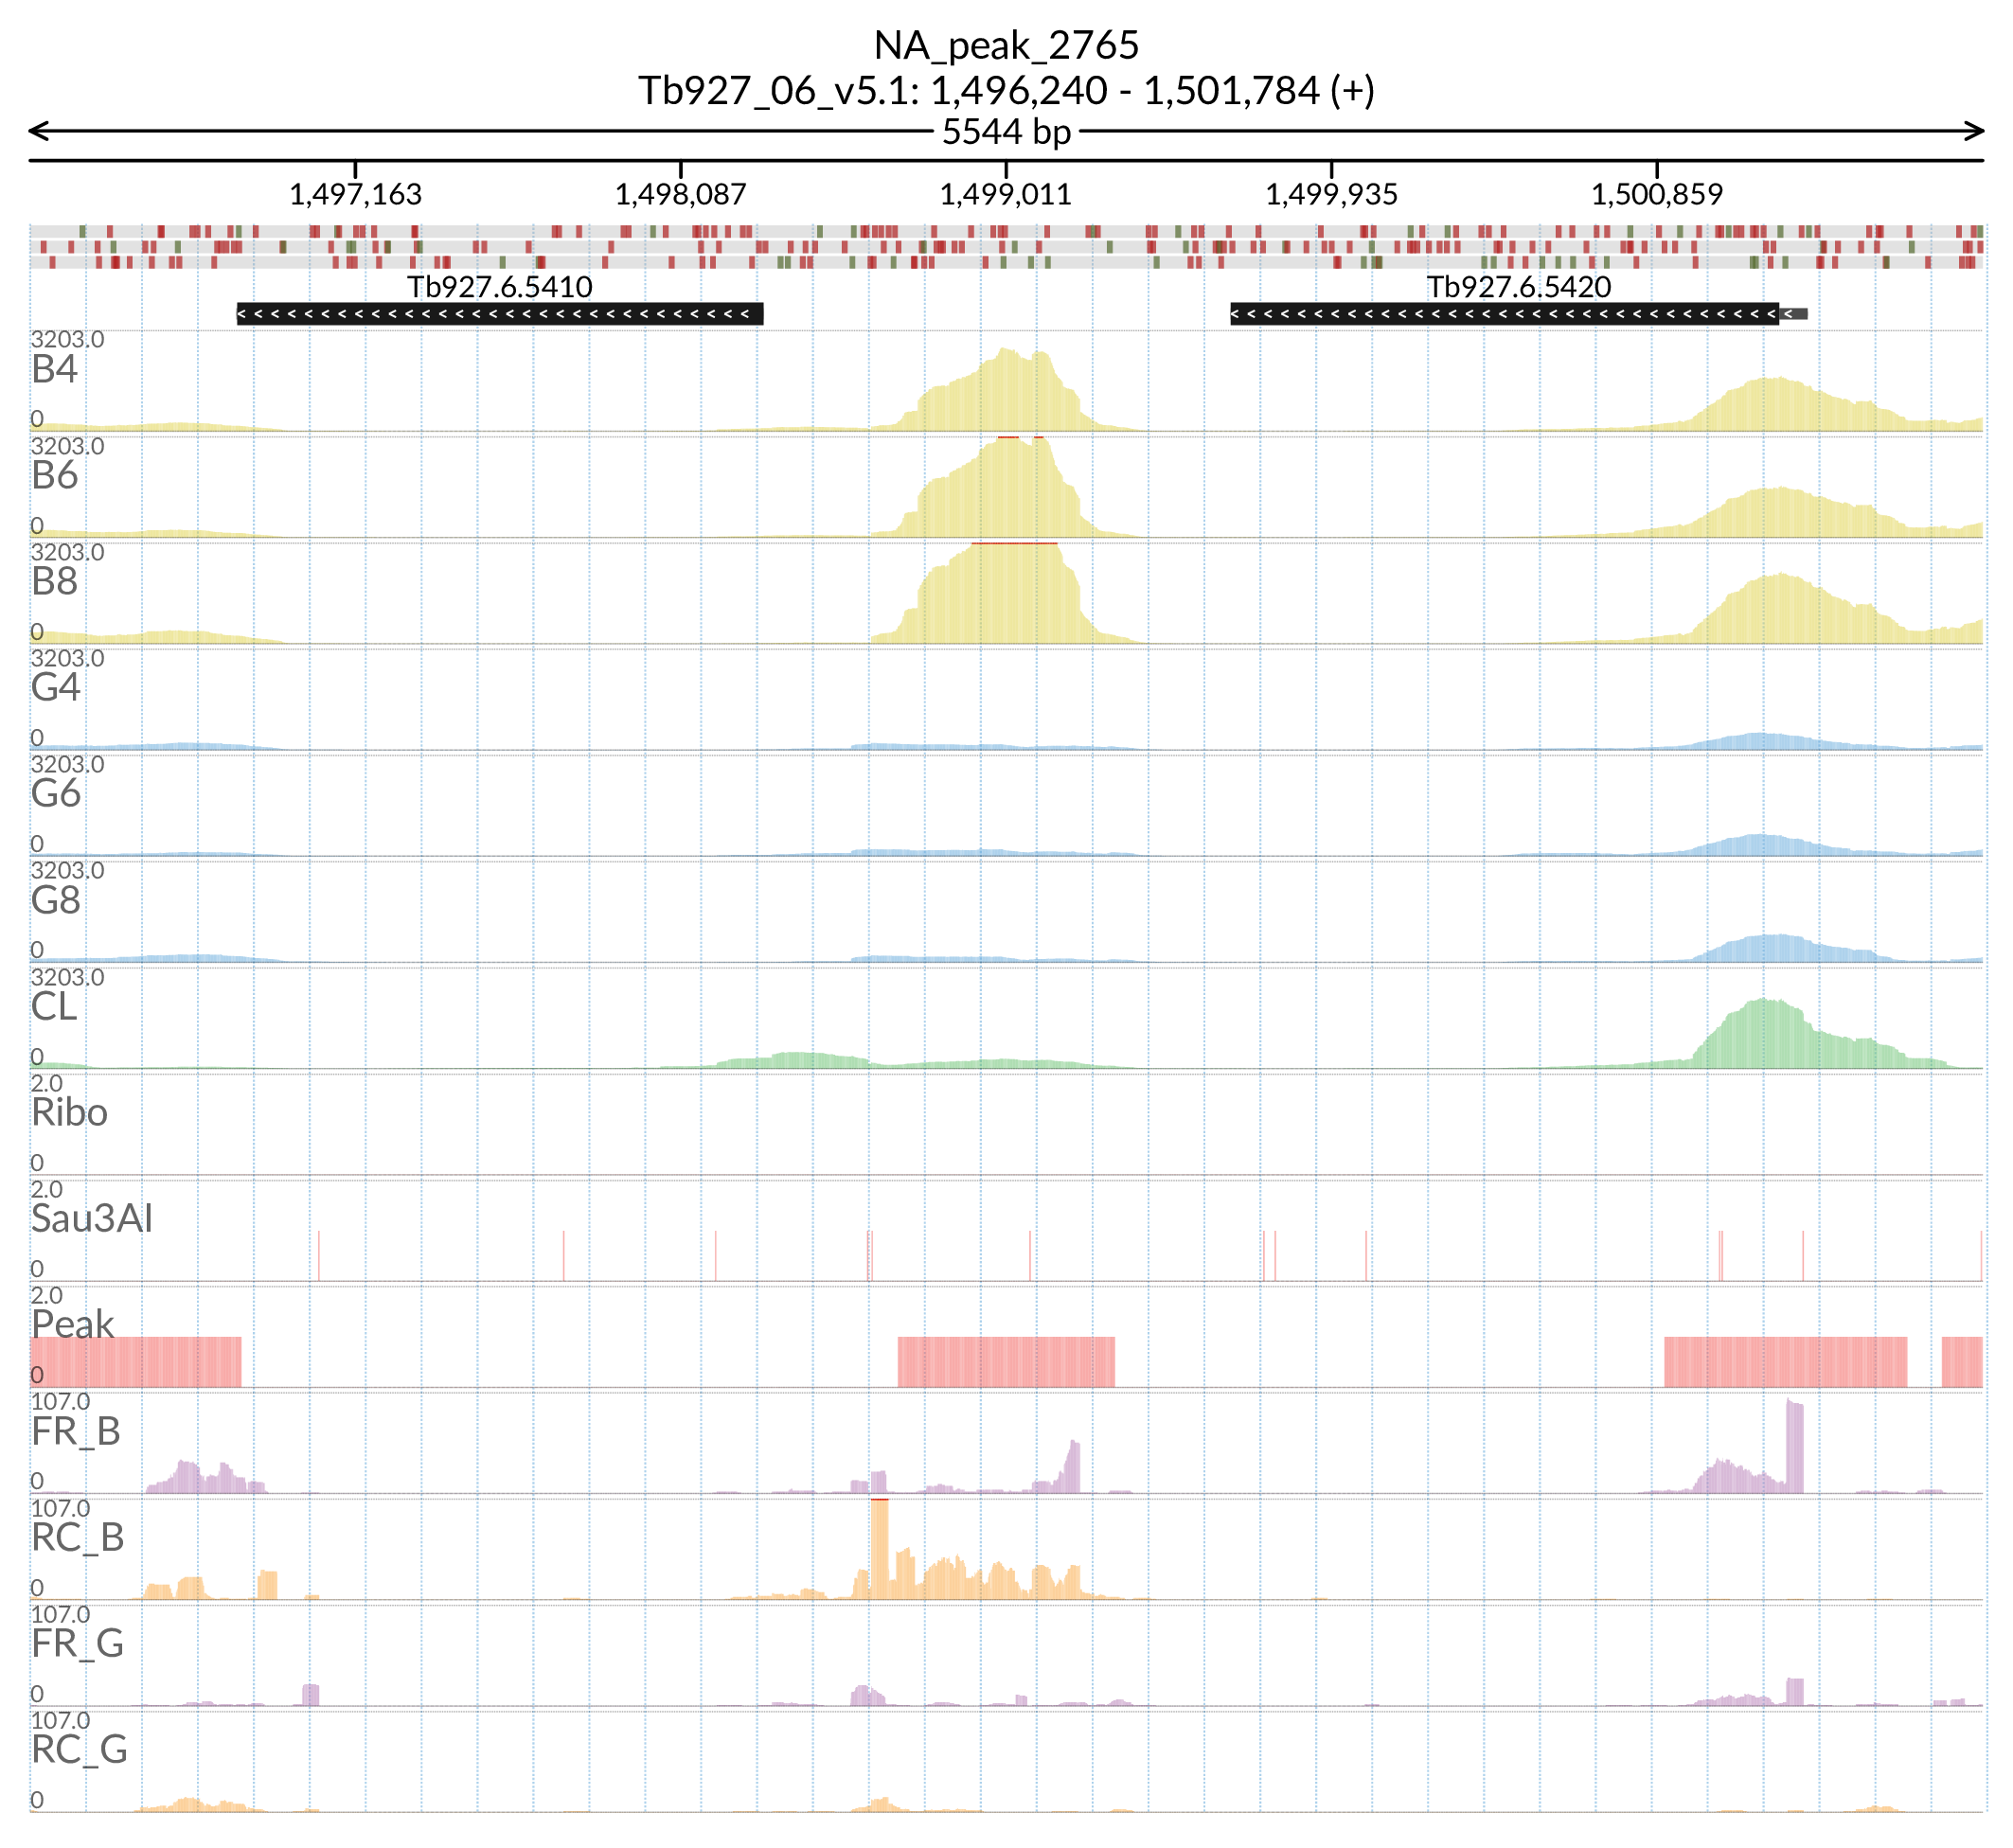 NA_peak_2765
Tb927_06_v5.1: 1,496,240 - 1,501,784 (+)
5544 bp
1,497,163 1,498,087 1,499,011 1,499,935 1,500,859
Tb927.6.5410 Tb927.6.5420
3203.0
B4
0
3203.0
B6
0
3203.0
B8
0
3203.0
G4
0
3203.0
G6
0
3203.0
G8
0
3203.0
CL
0
2.0
Ribo
0
2.0
Sau3AI
0
2.0
Peak
0
107.0
FR_B
0
107.0
RC_B
0
107.0
FR_G
0
107.0
RC_G
0